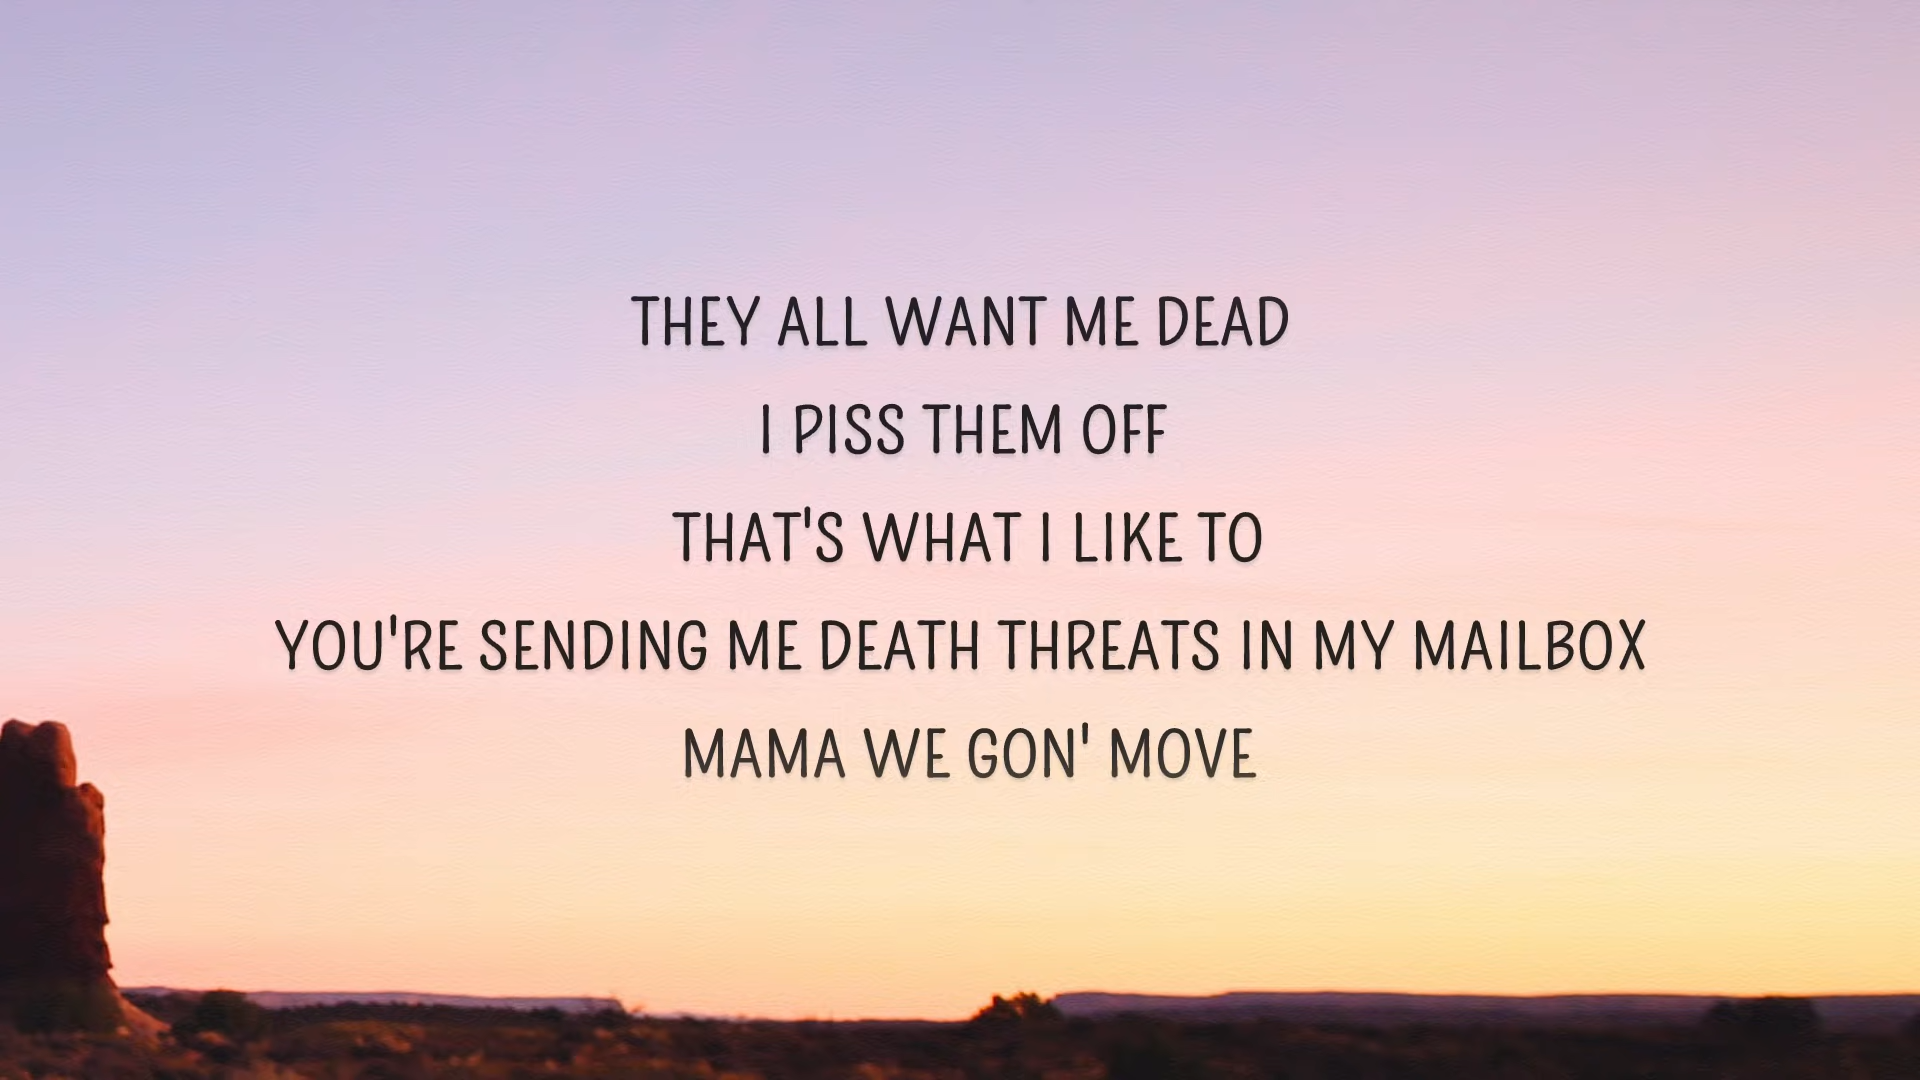 THEY ALL WANT ME DEAD
I PISS THEM OFF
THAT'S WHAT I LIKE TO
YOU'RE SENDING ME DEATH THREATS IN MY MAILBOX
MAMA WE GON' MOVE